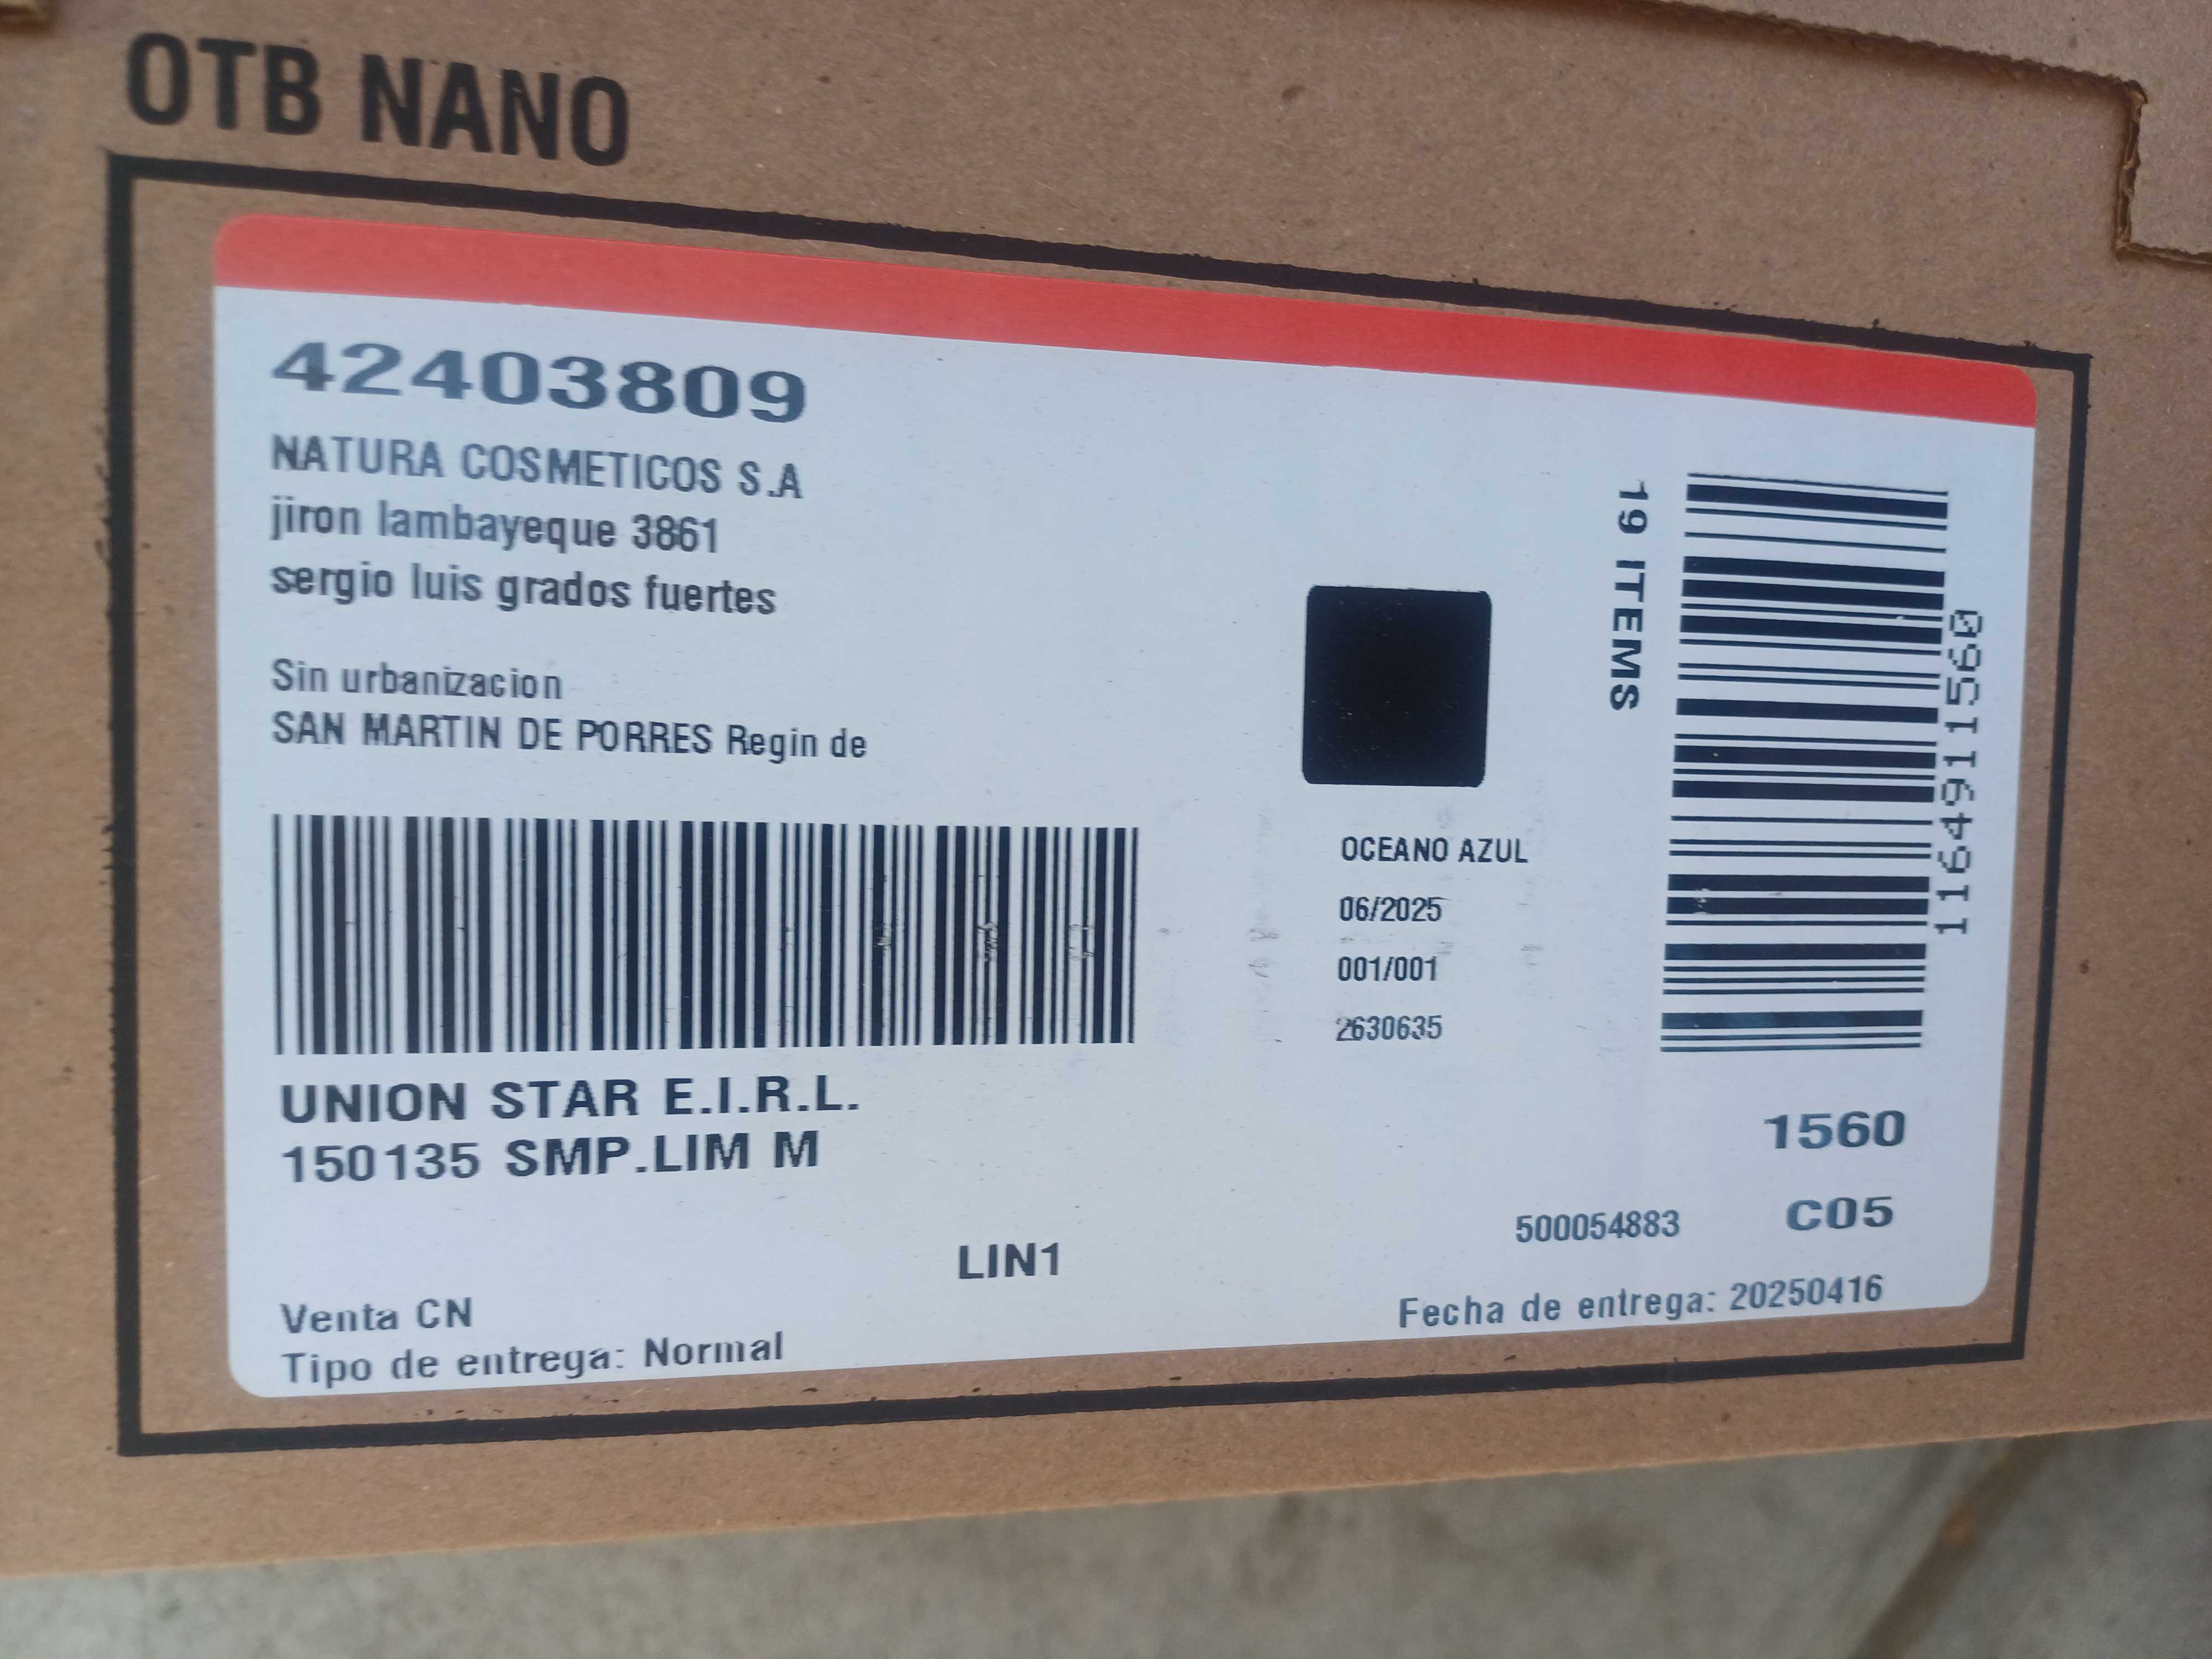 OTB NANO
42403809
NATURA COSMETICOS S.A
jiron lambayeque 3861
sergio luis grados fuertes
Sin urbanizacion
SAN MARTIN DE PORRES Regin de
19 ITEMS
11649111560
OCEANO AZUL
06/2025
001/001
2630635
UNION STAR E.I.R.L.
150135 SMP.LIM M
1560
500054883 C05
LIN1
Venta CN
Fecha de entrega: 20250416
Tipo de entrega: Normal